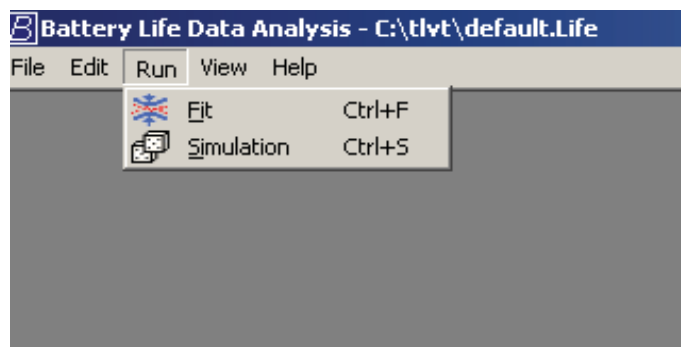 B Battery Life Data Analysis - C:\tlvt\default.Life
File Edit Run View Help
Fit Ctrl+F
Simulation Ctrl+S